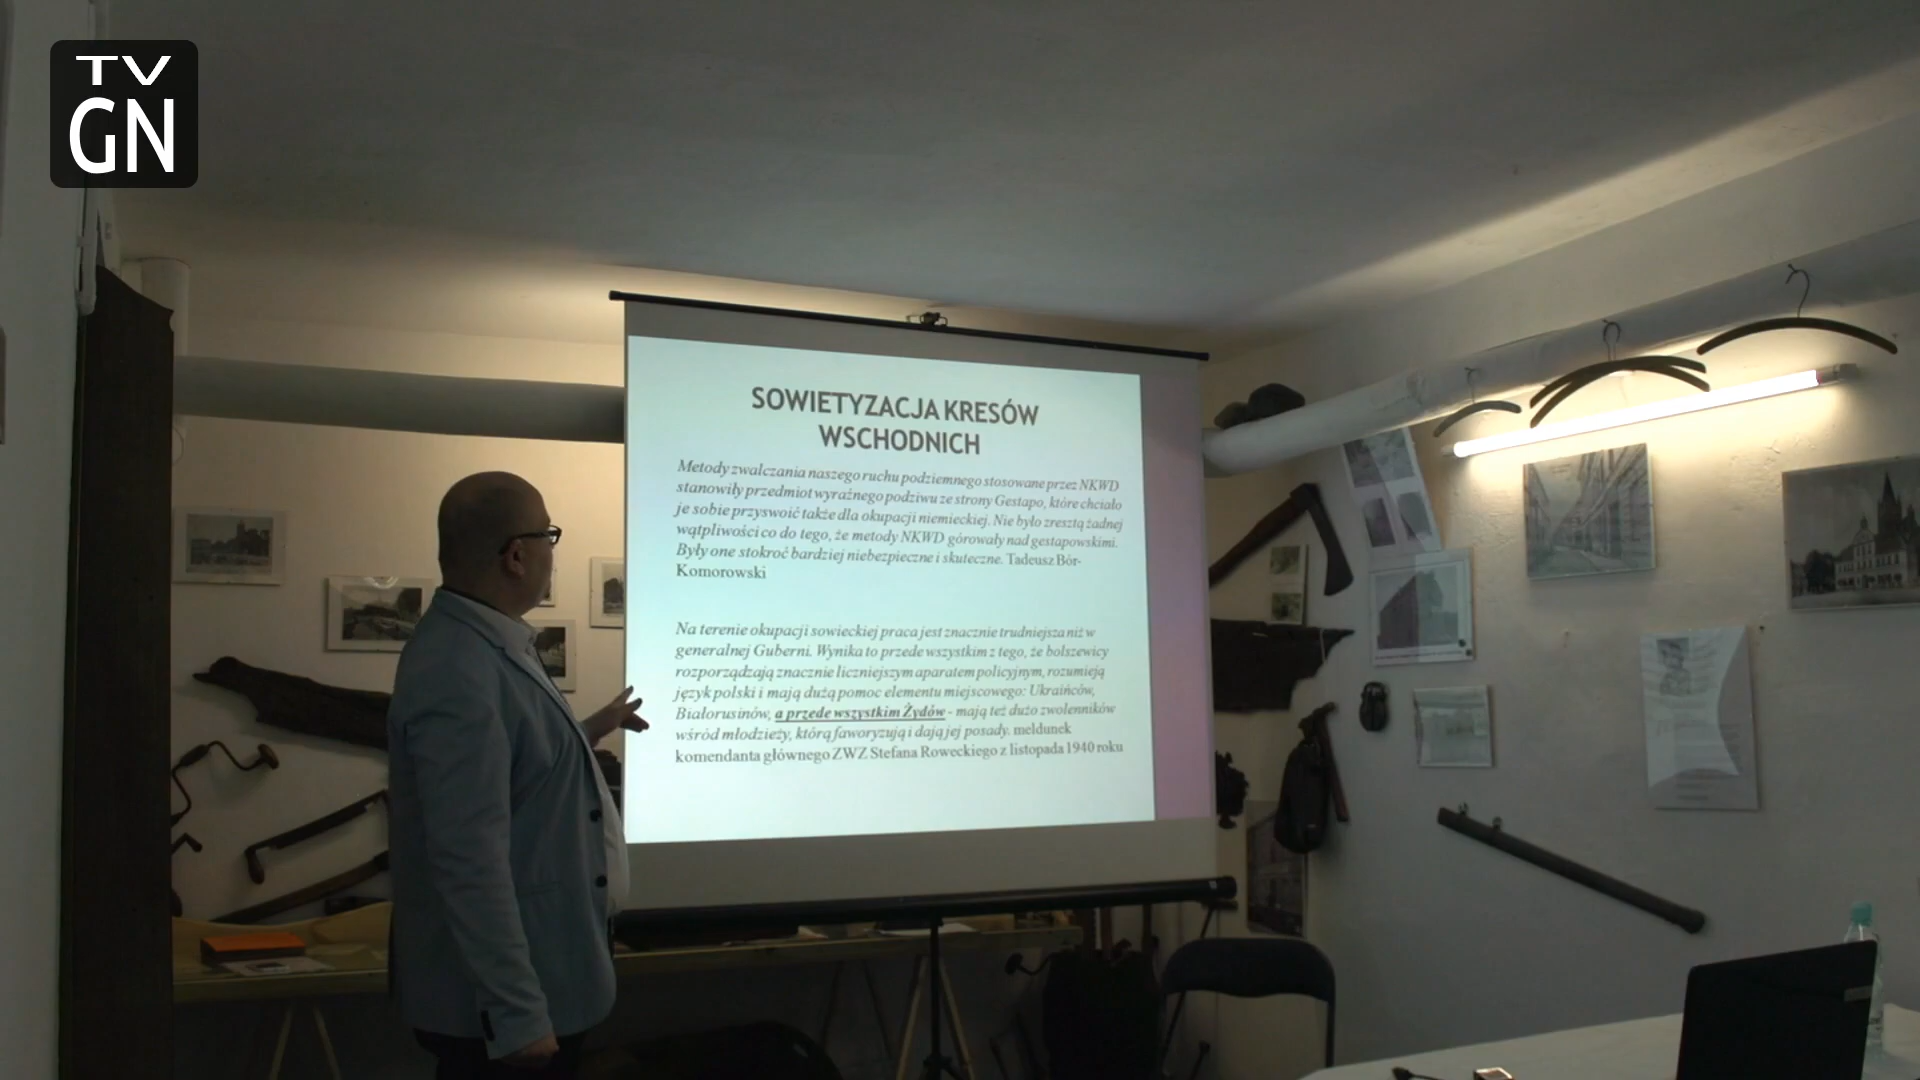 TV
GN
SOWIETYZACJA KRESÓW
WSCHODNICH
Metody zwalczania naszego ruchu podziemnego stosowane przez NKWD
stanowiły przedmiot wyraźnego podziwu ze strony Gestapo, które chciało
je sobie przyswoić także dla okupacji niemieckiej. Nie było zresztą żadnej
wątpliwości co do tego, że metody NKWD górowały nad gestapowskimi.
Były one stokroć bardziej niebezpieczne i skuteczne. Tadeusz Bór-
Komorowski
Na terenie okupacji sowieckiej praca jest znacznie trudniejsza niż w
generalnej Guberni. Wynika to przede wszystkim z tego, że bolszewicy
rozporządzają znacznie liczniejszym aparatem policyjnym, rozumieją
język polski i mają dużą pomoc elementu miejscowego: Ukraińców,
Białorusinów, a przede wszystkim Żydów - mają też dużo zwolenników
wśród młodzieży, którą faworyzują i dają jej posady. meldunek
komendanta głównego ZWZ Stefana Roweckiego z listopada 1940 roku